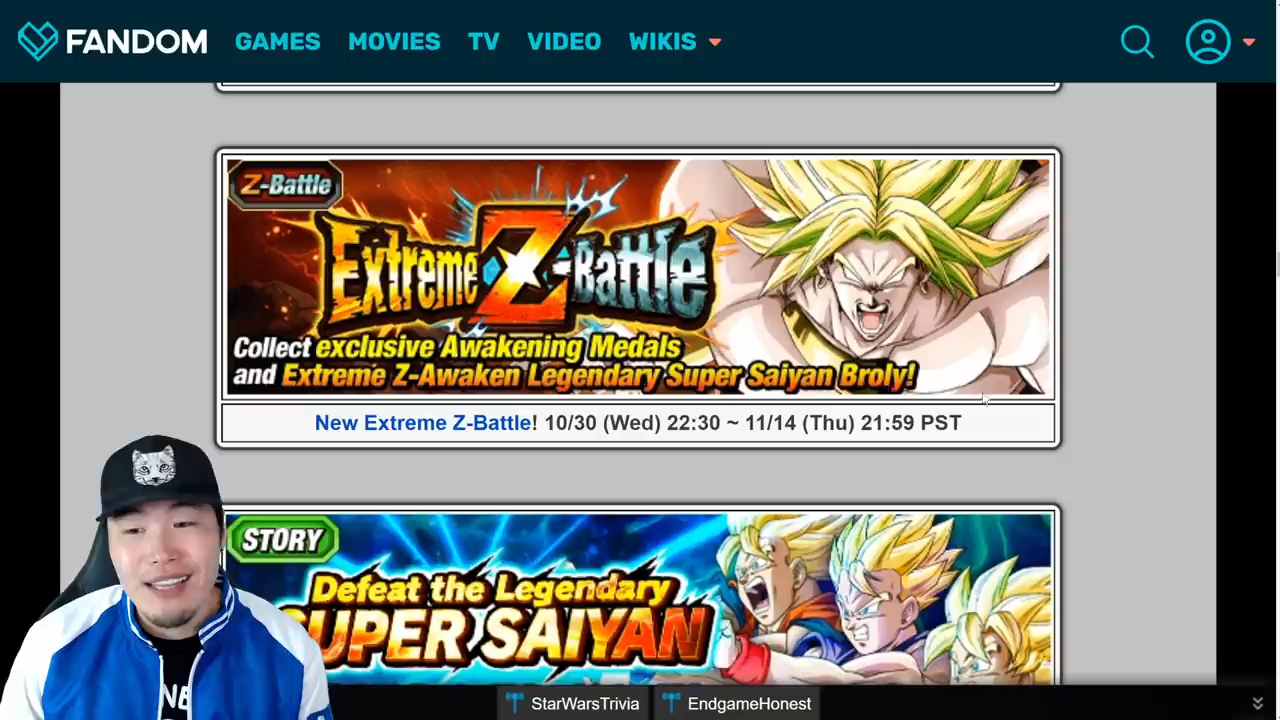 FANDOM GAMES MOVIES TV VIDEO WIKIS
Z-Battle
Extreme Z-Battle
Collect exclusive Awakening Medals
and Extreme Z-Awaken Legendary Super Saiyan Broly!
New Extreme Z-Battle! 10/30 (Wed) 22:30 ~ 11/14 (Thu) 21:59 PST
STORY
Defeat the Legendary
SUPER SAIYAN
StarWarsTrivia EndgameHonest